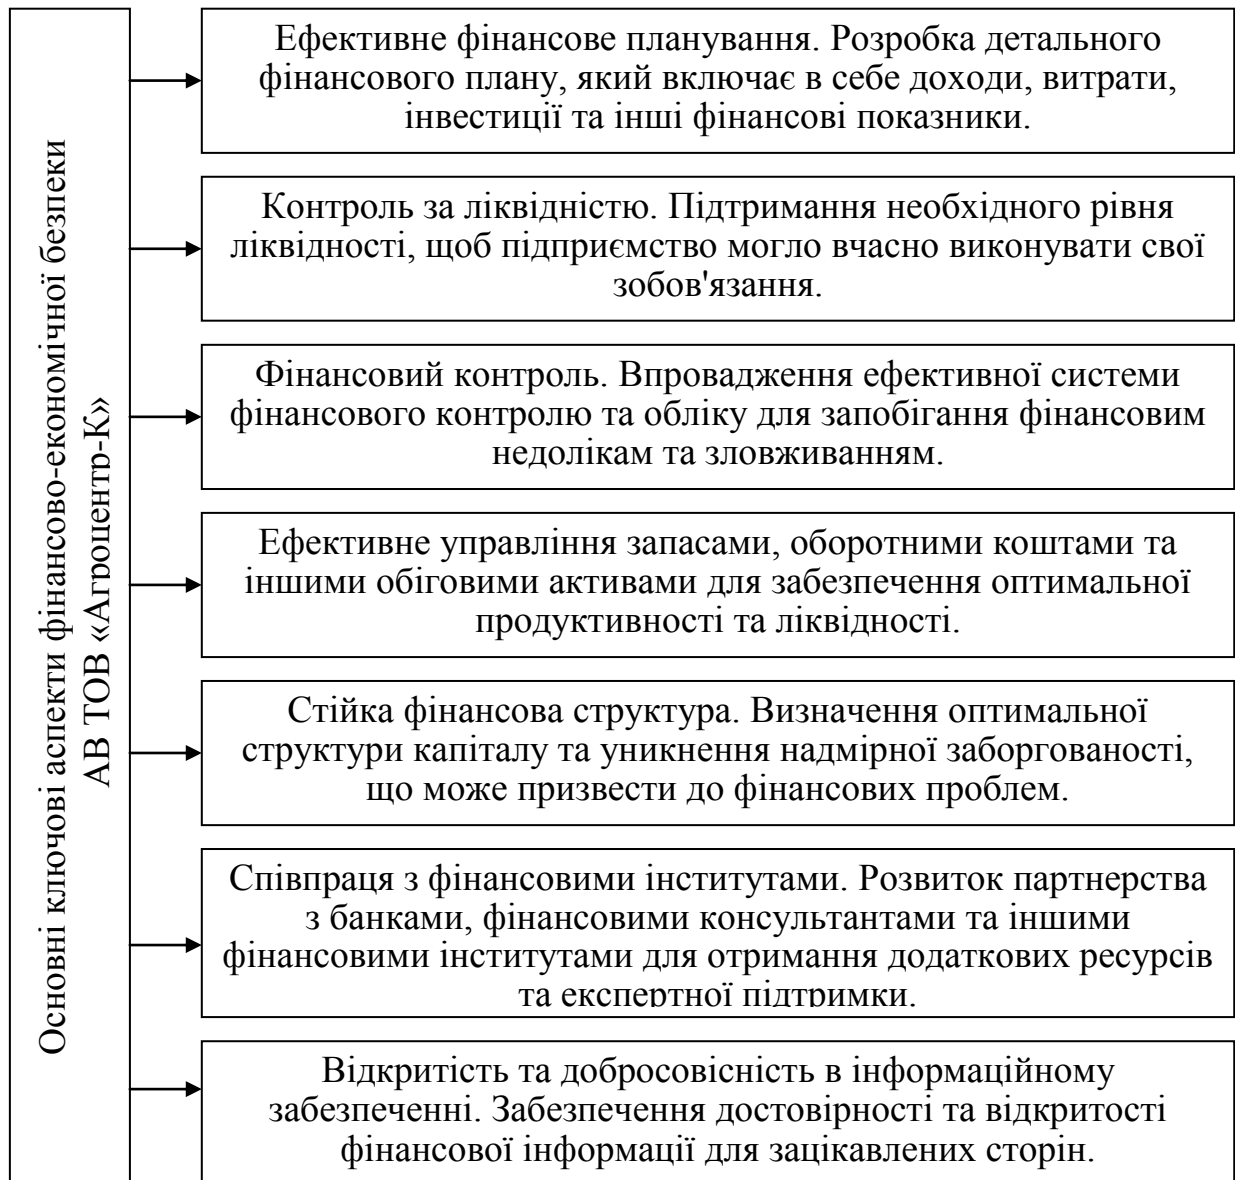 Основні ключові аспекти фінансово-економічної безпеки
АВ ТОВ «Агроцентр-К»
Ефективне фінансове планування. Розробка детального
фінансового плану, який включає в себе доходи, витрати,
інвестиції та інші фінансові показники.
Контроль за ліквідністю. Підтримання необхідного рівня
ліквідності, щоб підприємство могло вчасно виконувати свої
зобов'язання.
Фінансовий контроль. Впровадження ефективної системи
фінансового контролю та обліку для запобігання фінансовим
недолікам та зловживанням.
Ефективне управління запасами, оборотними коштами та
іншими обіговими активами для забезпечення оптимальної
продуктивності та ліквідності.
Стійка фінансова структура. Визначення оптимальної
структури капіталу та уникнення надмірної заборгованості,
що може призвести до фінансових проблем.
Співпраця з фінансовими інститутами. Розвиток партнерства
з банками, фінансовими консультантами та іншими
фінансовими інститутами для отримання додаткових ресурсів
та експертної підтримки.
Відкритість та добросовісність в інформаційному
забезпеченні. Забезпечення достовірності та відкритості
фінансової інформації для зацікавлених сторін.